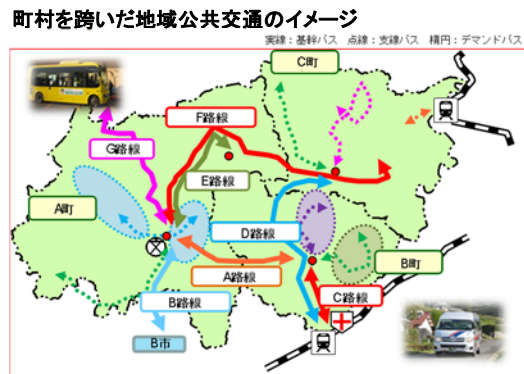 町村を跨いだ地域公共交通のイメージ
実線：基幹バス　点線：支線バス　楕円：デマンドバス
C町
F路線
G路線
E路線
A町
D路線
B町
A路線
B路線
C路線
B市